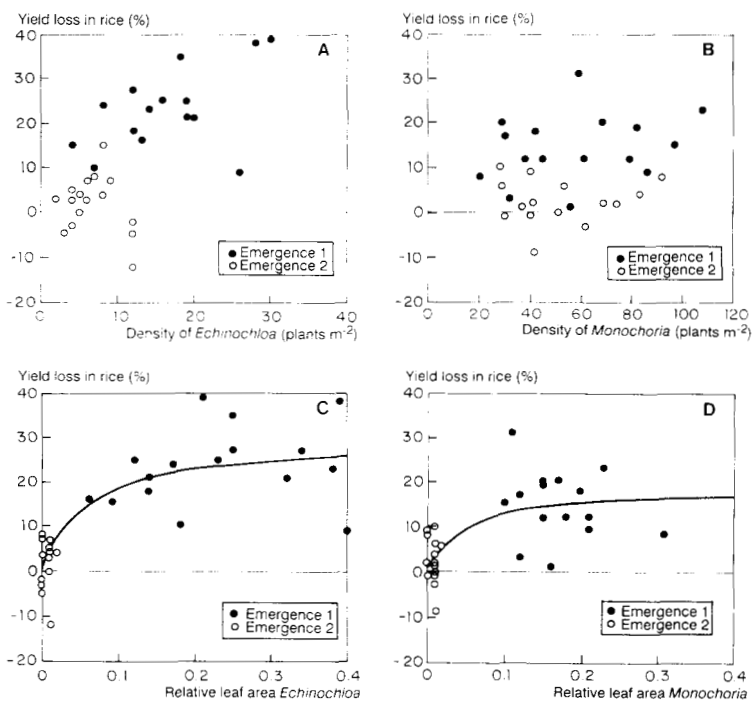 Yield loss in rice (%)
40
30
20
10
0
-10
-20
A
● Emergence 1
○ Emergence 2
0 10 20 30 40
Density of Echinochloa (plants m-2)
Yield loss in rice (%)
40
30
20
10
0
-10
-20
B
● Emergence 1
○ Emergence 2
0 20 40 60 80 100 120
Density of Monochoria (plants m-2)
Yield loss in rice (%)
40
30
20
10
0
-10
-20
C
● Emergence 1
○ Emergence 2
0 0.1 0.2 0.3 0.4
Relative leaf area Echinochloa
Yield loss in rice (%)
40
30
20
10
0
-10
-20
D
● Emergence 1
○ Emergence 2
0 0.1 0.2 0.3 0.4
Relative leaf area Monochoria